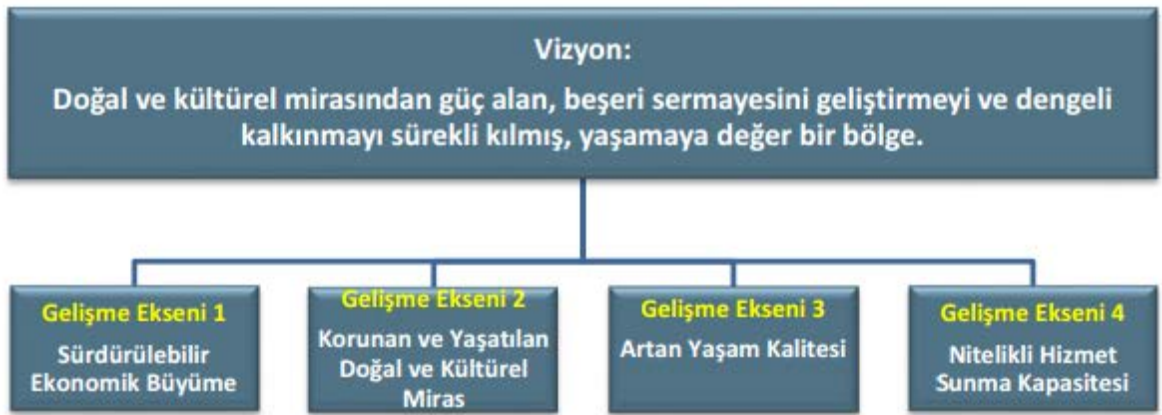 Vizyon:
Doğal ve kültürel mirasından güç alan, beşeri sermayesini geliştirmeyi ve dengeli
kalkınmayı sürekli kılmış, yaşamaya değer bir bölge.
Gelişme Ekseni 1
Sürdürülebilir
Ekonomik Büyüme
Gelişme Ekseni 2
Korunan ve Yaşatılan
Doğal ve Kültürel
Miras
Gelişme Ekseni 3
Artan Yaşam Kalitesi
Gelişme Ekseni 4
Nitelikli Hizmet
Sunma Kapasitesi